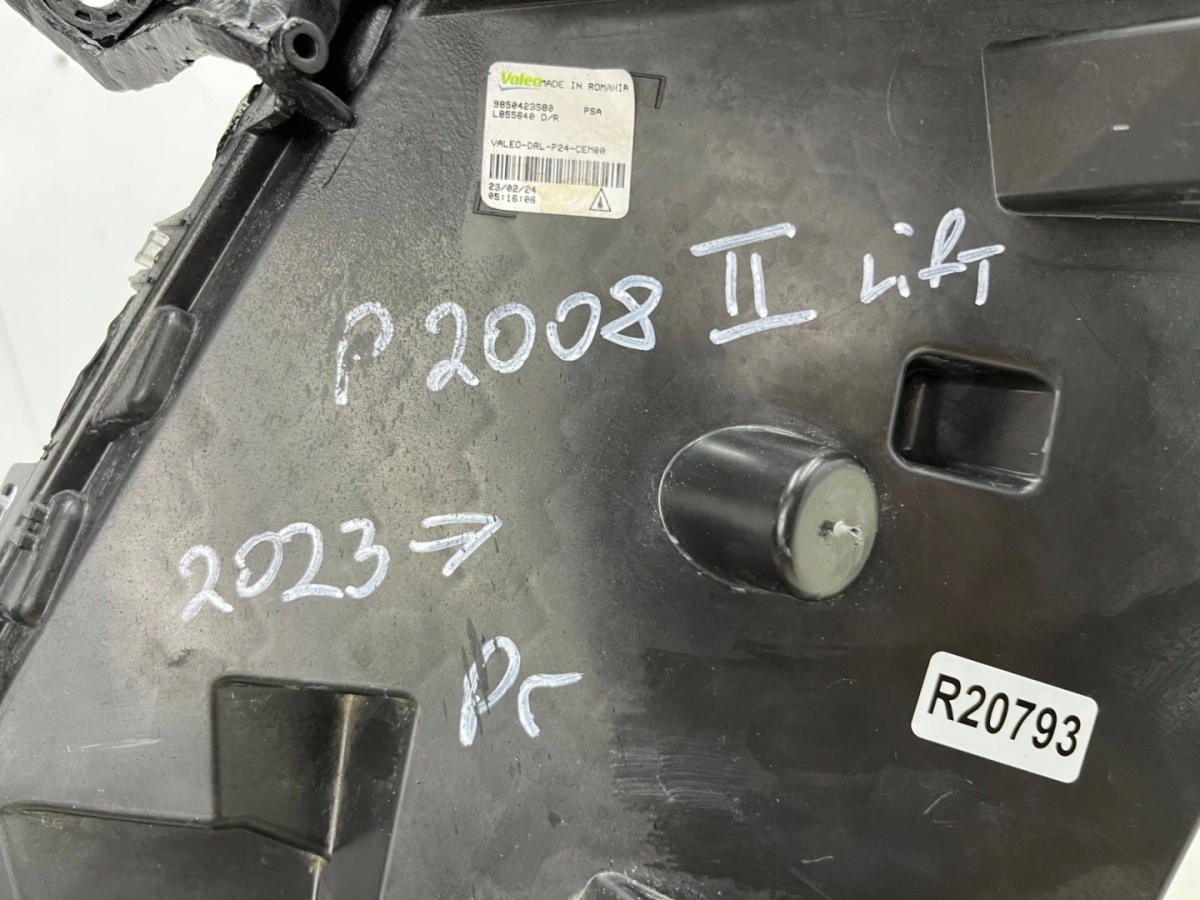 Valeo MADE IN ROMANIA
9850423580 PSA
L855640 D/R
VALEO-DRL-P24-CEM00
23/02/24
05:16:06
P 2008 II Lift
2023 ⇒
Pr
R20793